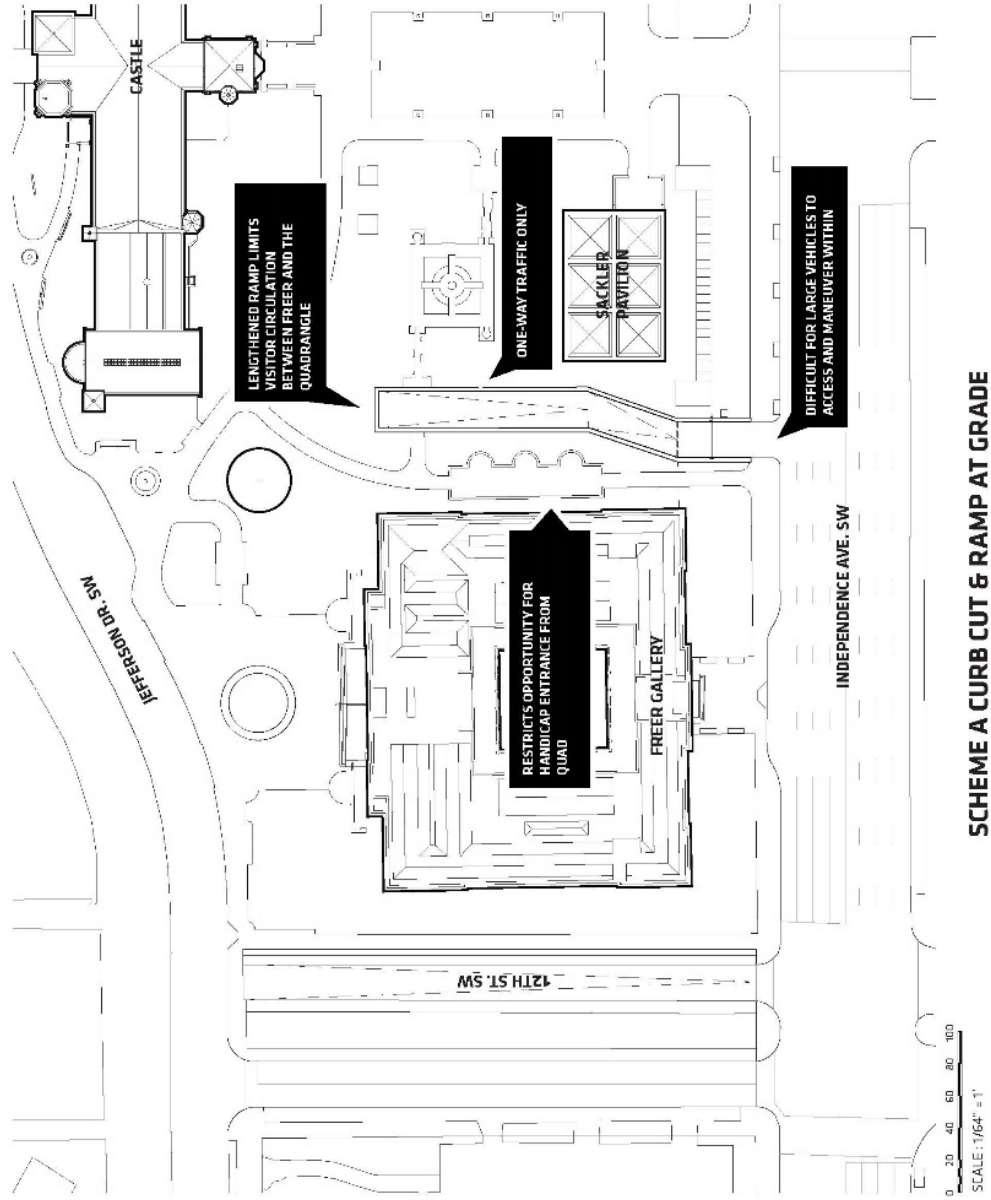 CASTLE
JEFFERSON DR. SW
LENGTHENED RAMP LIMITS
VISITOR CIRCULATION
BETWEEN FREER AND THE
QUADRANGLE
ONE-WAY TRAFFIC ONLY
SACKLER
PAVILION
DIFFICULT FOR LARGE VEHICLES TO
ACCESS AND MANEUVER WITHIN
RESTRICTS OPPORTUNITY FOR
HANDICAP ENTRANCE FROM
QUAD
FREER GALLERY
INDEPENDENCE AVE. SW
12TH ST. SW
0 20 40 60 80 100
SCALE : 1/64" = 1'
SCHEME A CURB CUT & RAMP AT GRADE